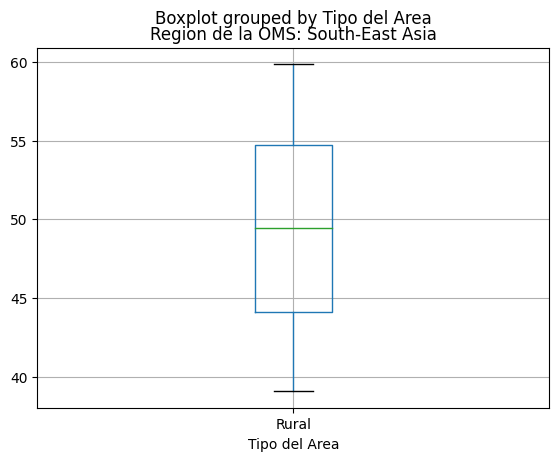 Boxplot grouped by Tipo del Area
Region de la OMS: South-East Asia
60
55
50
45
40
Rural
Tipo del Area